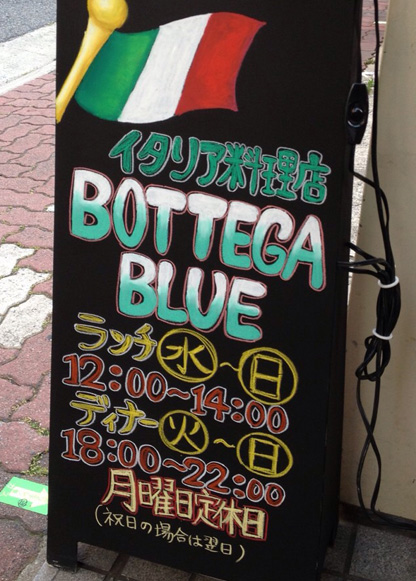 イタリア料理店
BOTTEGA
BLUE
ランチ水〜日
12:00〜14:00
ディナー火〜日
18:00〜22:00
月曜日定休日
(祝日の場合は翌日)